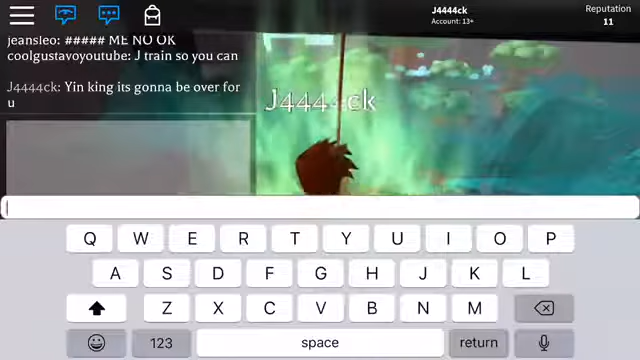 J4444ck
Account: 13+
Reputation
11
jeansleo: ##### ME NO OK
coolgustavoyoutube: J train so you can
J4444ck: Yin king its gonna be over for
u
J4444ck
Q W E R T Y U I O P
A S D F G H J K L
Z X C V B N M
123 space return